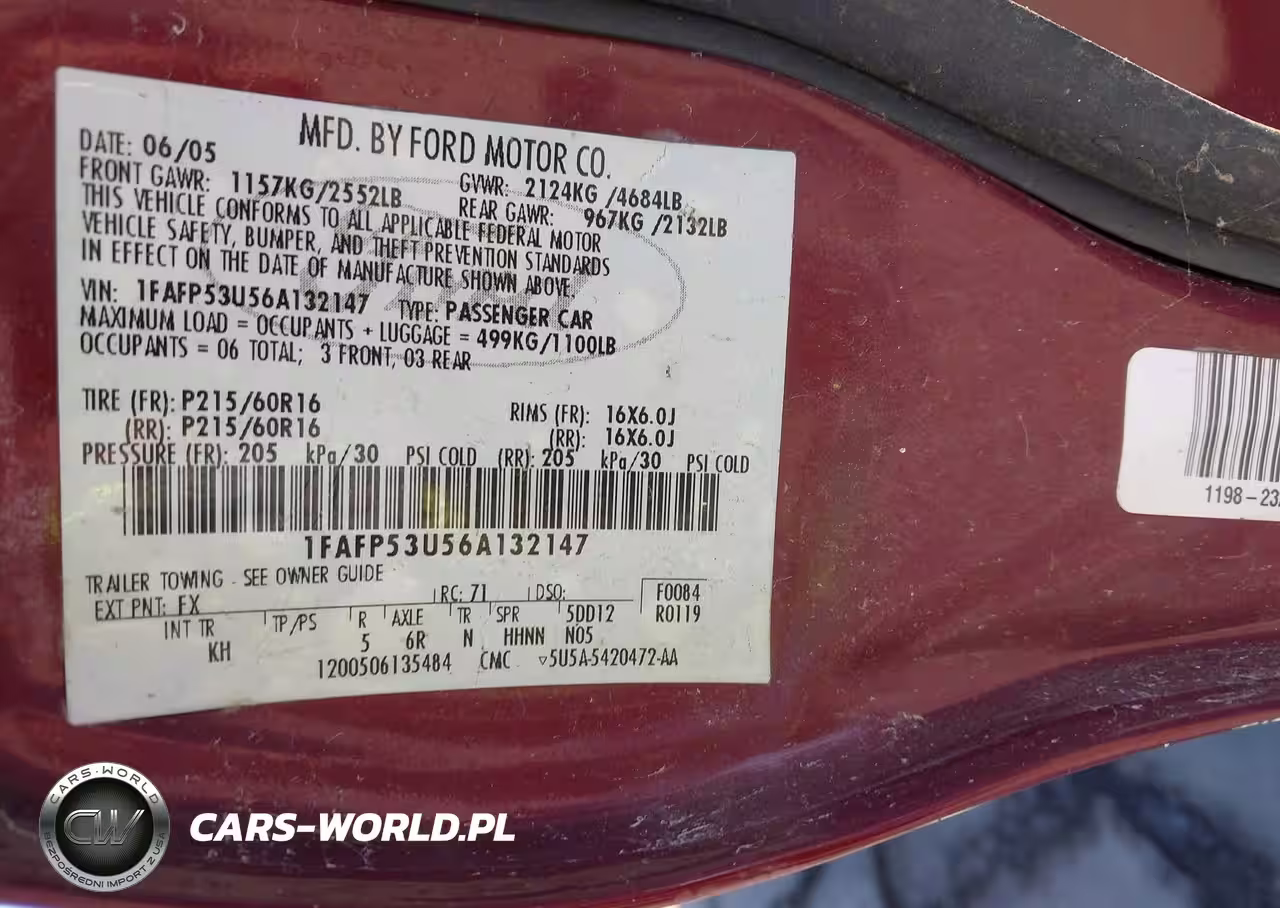 MFD. BY FORD MOTOR CO.
DATE: 06/05
GVWR: 2124KG /4684LB
FRONT GAWR: 1157KG/2552LB
REAR GAWR: 967KG /2132LB
THIS VEHICLE CONFORMS TO ALL APPLICABLE FEDERAL MOTOR
VEHICLE SAFETY, BUMPER, AND THEFT PREVENTION STANDARDS
IN EFFECT ON THE DATE OF MANUFACTURE SHOWN ABOVE.
VIN: 1FAFP53U56A132147 TYPE: PASSENGER CAR
MAXIMUM LOAD = OCCUPANTS + LUGGAGE = 499KG/1100LB
OCCUPANTS = 06 TOTAL; 3 FRONT, 03 REAR
TIRE (FR): P215/60R16 RIMS (FR): 16X6.0J
(RR): P215/60R16 (RR): 16X6.0J
PRESSURE (FR): 205 kPa/30 PSI COLD (RR): 205 kPa/30 PSI COLD
1FAFP53U56A132147
TRAILER TOWING - SEE OWNER GUIDE
EXT PNT: FX RC: 71 DSO: F0084
INT TR TP/PS R AXLE TR SPR 5DD12 R0119
KH 5 6R N HHNN N05
1200506135484 CMC ▽5U5A-5420472-AA
1198-23
CARS-WORLD
CW
BEZPOŚREDNI IMPORT Z USA
CARS-WORLD.PL